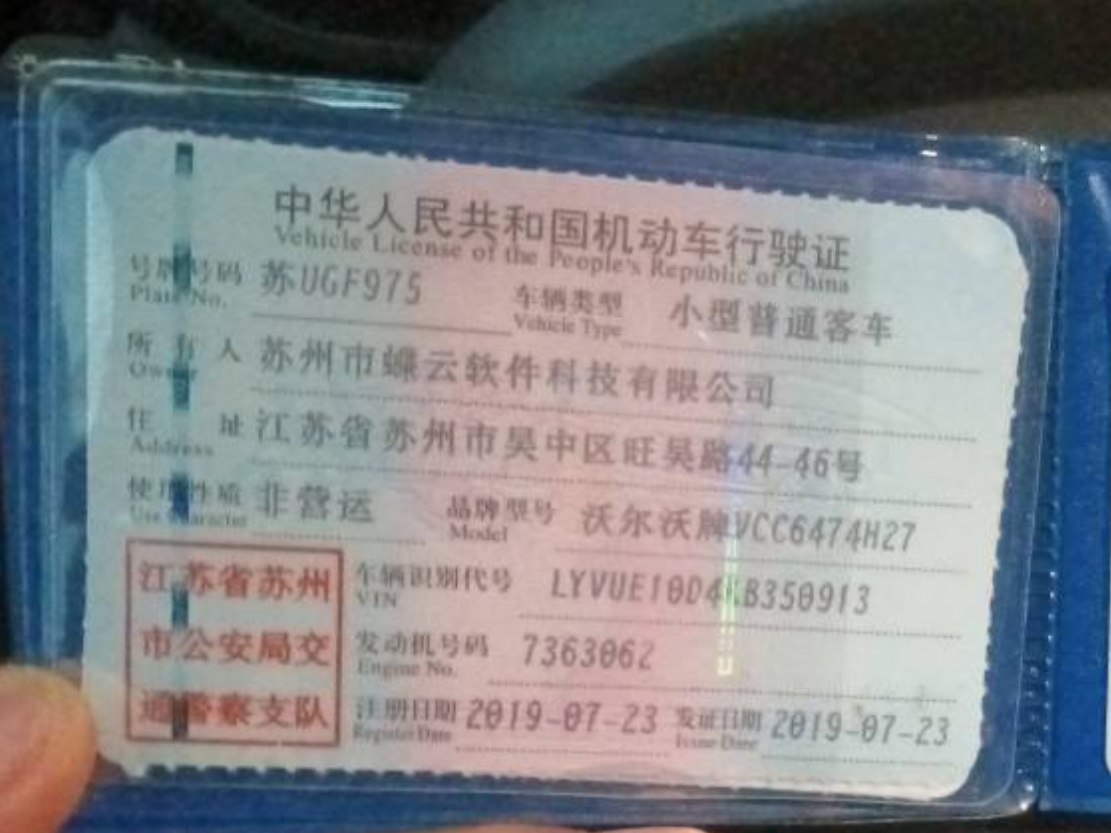 中华人民共和国机动车行驶证
Vehicle License of the People's Republic of China
号牌号码 苏UGF975 车辆类型 小型普通客车
Plate No. Vehicle Type
所有人 苏州市蝶云软件科技有限公司
Owner
住址 江苏省苏州市吴中区旺吴路44-46号
Address
使用性质 非营运 品牌型号 沃尔沃牌VCC6474H27
Use Character Model
江苏省苏州 车辆识别代号 LYVUE10D4KB350913
VIN
市公安局交 发动机号码 7363062
Engine No.
通警察支队 注册日期 2019-07-23 发证日期 2019-07-23
Register Date Issue Date